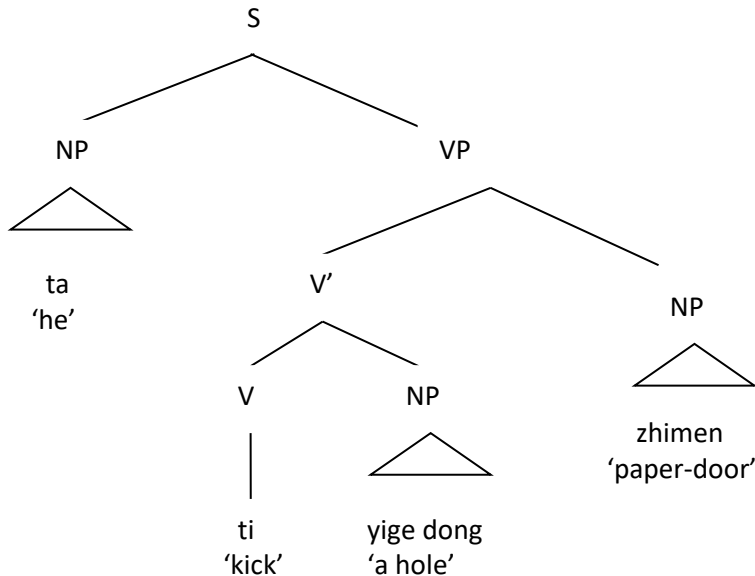 S
NP
VP
ta
‘he’
V’
NP
V
NP
zhimen
‘paper-door’
ti
‘kick’
yige dong
‘a hole’